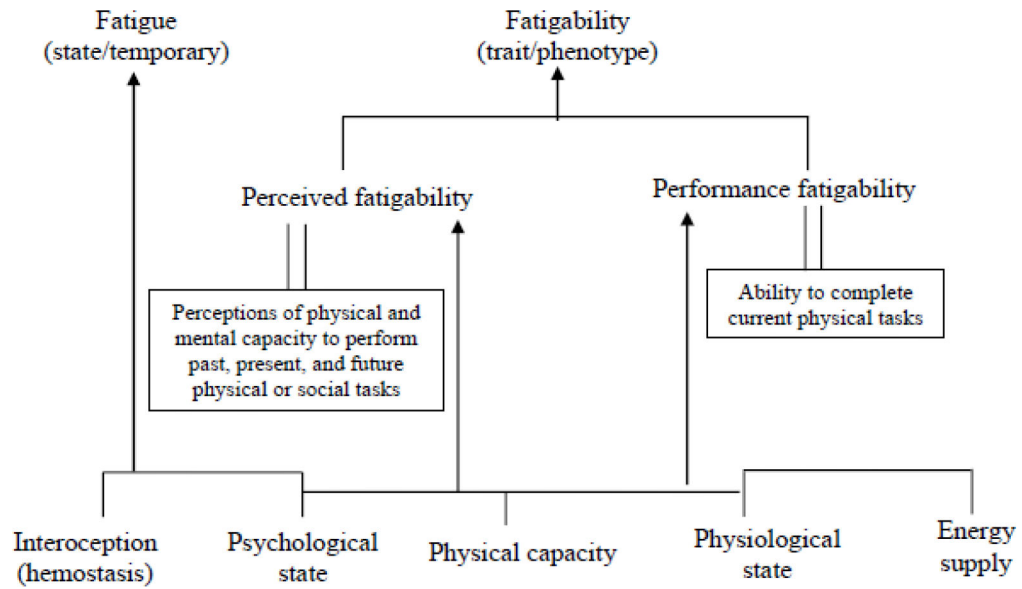 Fatigue
(state/temporary)
Fatigability
(trait/phenotype)
Perceived fatigability
Performance fatigability
Perceptions of physical and
mental capacity to perform
past, present, and future
physical or social tasks
Ability to complete
current physical tasks
Interoception
(hemostasis)
Psychological
state
Physical capacity
Physiological
state
Energy
supply